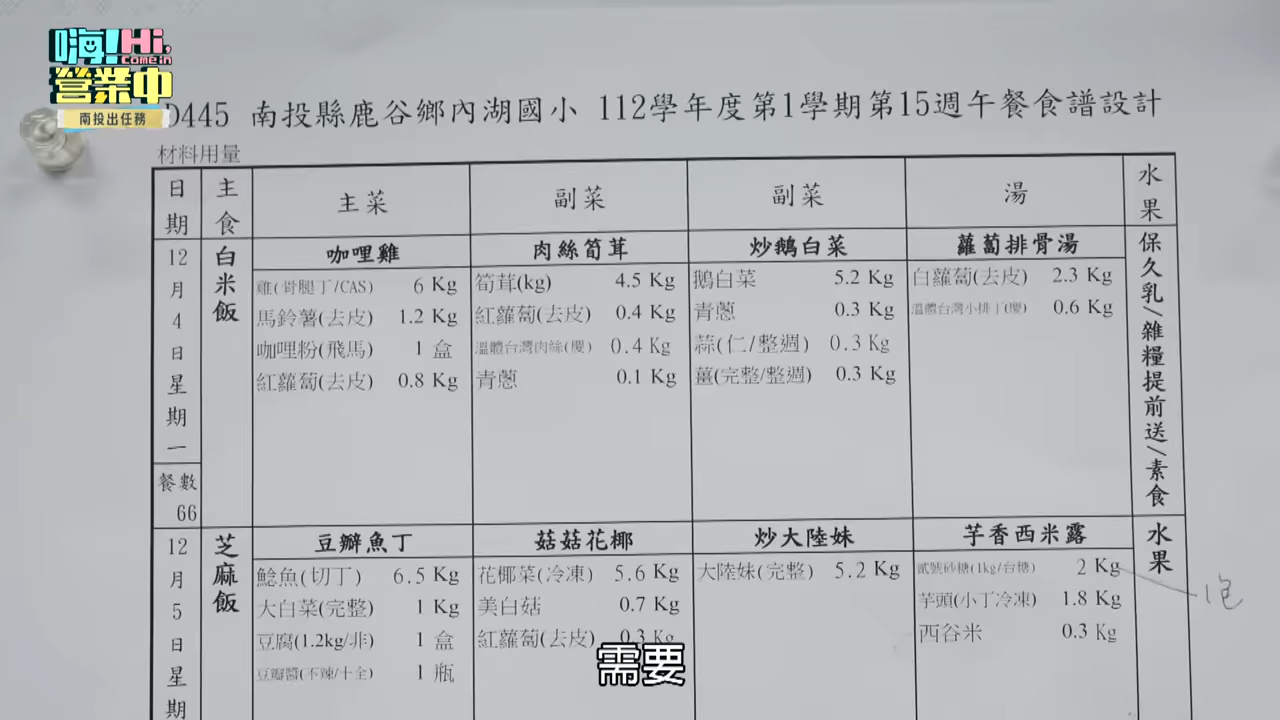 嗨!Hi,
Come in
營業中
南投出任務
D445 南投縣鹿谷鄉內湖國小 112學年度第1學期第15週午餐食譜設計
材料用量
日期 主食 主菜 副菜 副菜 湯 水果
12月4日星期一 白米飯 咖哩雞 肉絲筍茸 炒鵝白菜 蘿蔔排骨湯 保久乳/雜糧提前送/素食
雞(骨腿丁/CAS) 6 Kg 筍茸(kg) 4.5 Kg 鵝白菜 5.2 Kg 白蘿蔔(去皮) 2.3 Kg
馬鈴薯(去皮) 1.2 Kg 紅蘿蔔(去皮) 0.4 Kg 青蔥 0.3 Kg 溫體台灣小排丁(慶) 0.6 Kg
咖哩粉(飛馬) 1 盒 溫體台灣肉絲(慶) 0.4 Kg 蒜(仁/整週) 0.3 Kg
紅蘿蔔(去皮) 0.8 Kg 青蔥 0.1 Kg 薑(完整/整週) 0.3 Kg
餐數
66
12月5日星期 芝麻飯 豆瓣魚丁 菇菇花椰 炒大陸妹 芋香西米露 水果
鯰魚(切丁) 6.5 Kg 花椰菜(冷凍) 5.6 Kg 大陸妹(完整) 5.2 Kg 貳號砂糖(1kg/台糖) 2 Kg 1包
大白菜(完整) 1 Kg 美白菇 0.7 Kg 芋頭(小丁冷凍) 1.8 Kg
豆腐(1.2kg/非) 1 盒 紅蘿蔔(去皮) 0.3 Kg 西谷米 0.3 Kg
豆瓣醬(不辣/十全) 1 瓶
需要